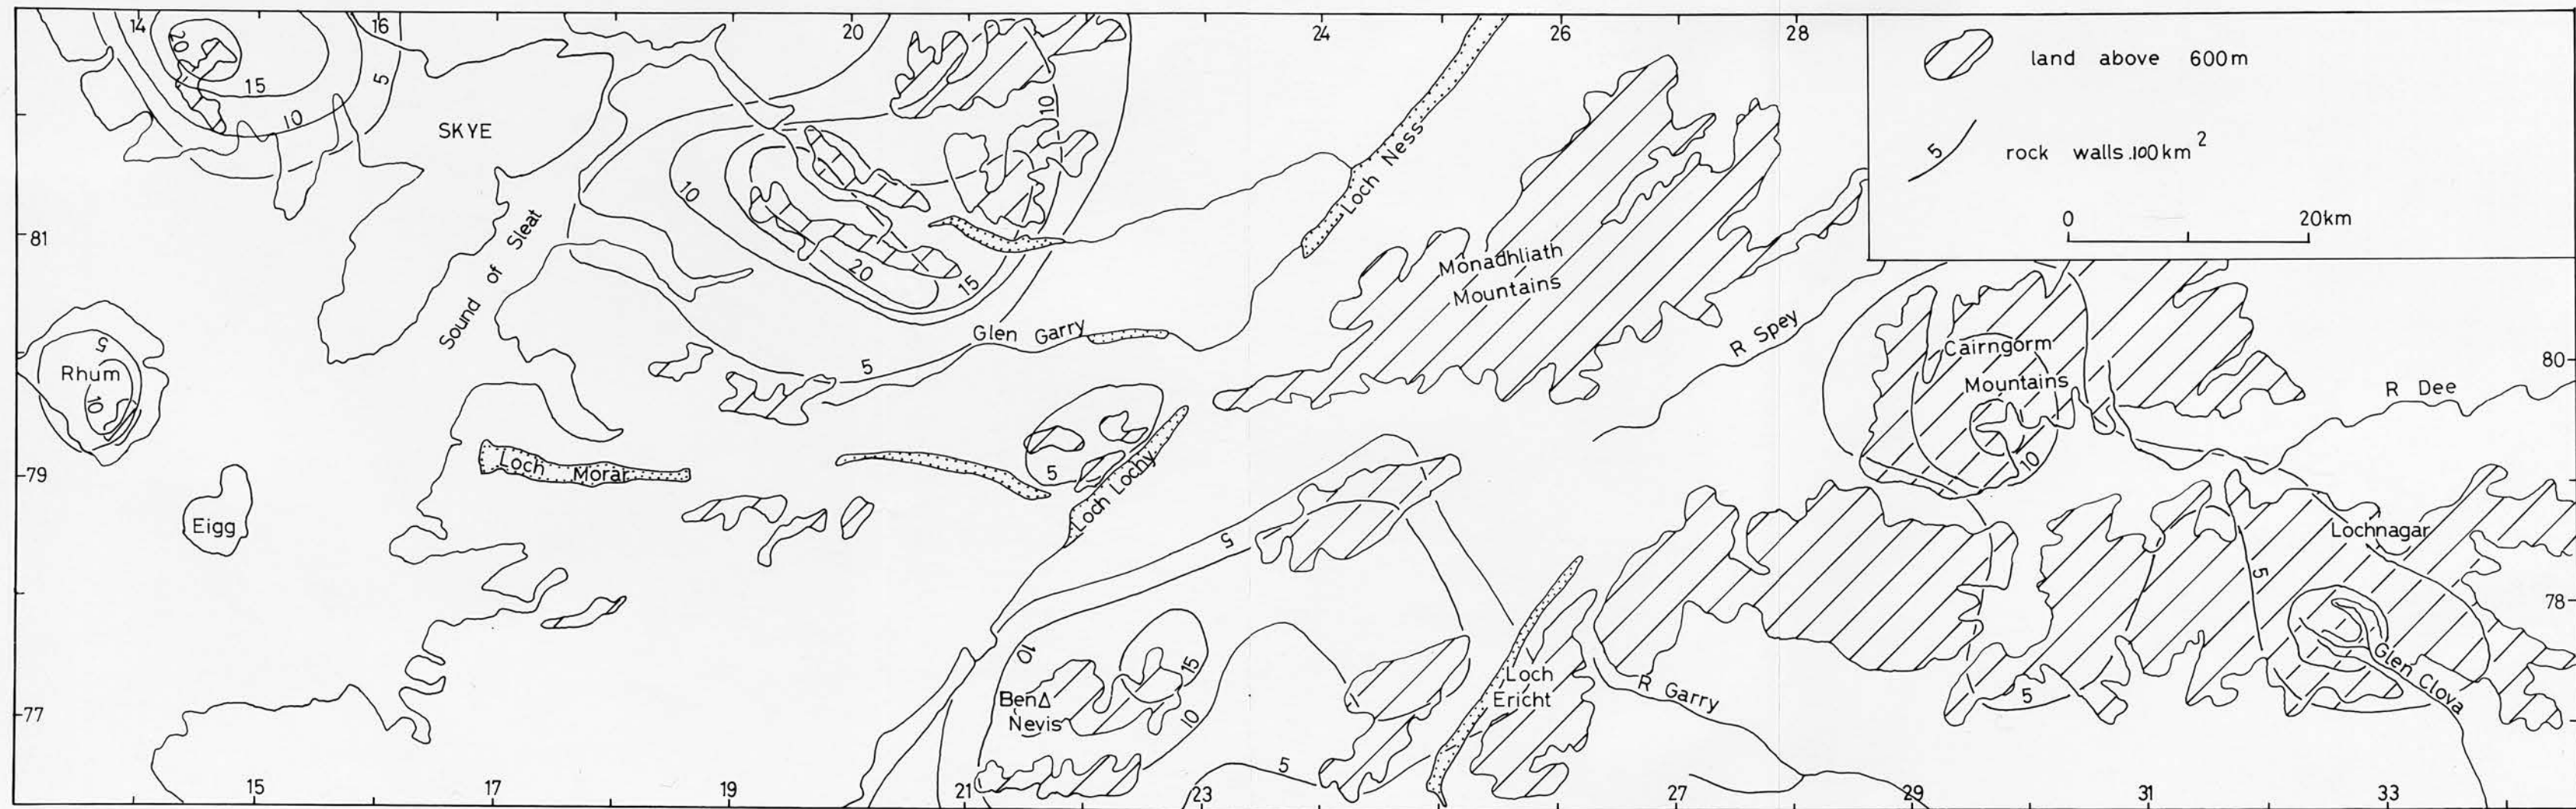 14
16
20
24
26
28
20
15
10
5
SKYE
10
10
20
15
81
Sound of Sleat
Loch Ness
Monadhliath
Mountains
land above 600m
5
rock walls .100km²
0
20km
R Spey
Cairngorm
Mountains
10
80
R Dee
5
Rhum
10
Glen Garry
5
79
Loch Morar
5
Loch Lochy
Eigg
5
Lochnagar
5
78
10
15
Ben Δ
Nevis
10
Loch
Ericht
R Garry
5
Glen Clova
77
5
15
17
19
21
23
27
29
31
33